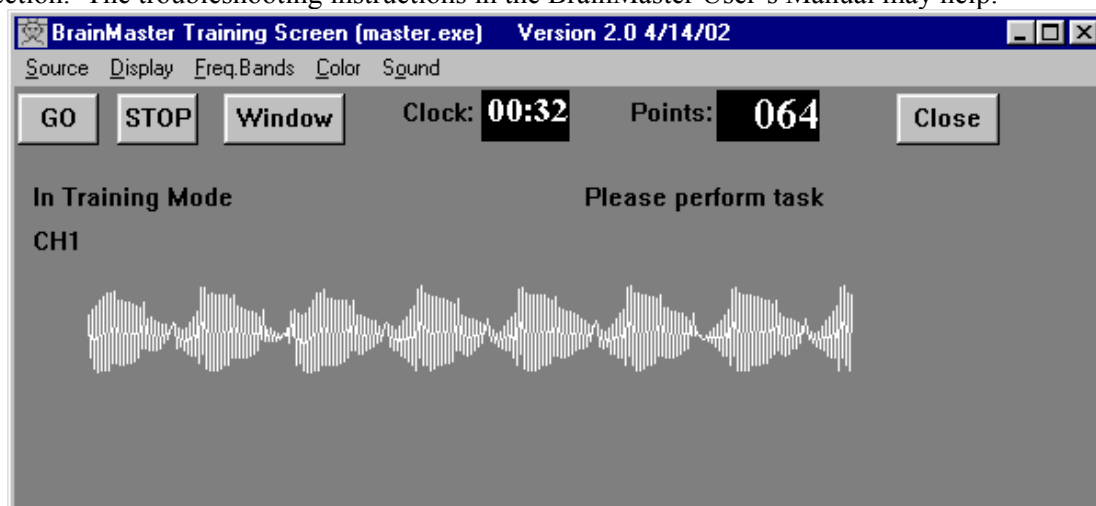 ection. The troubleshooting instructions in the BrainMaster User's Manual may help.
BrainMaster Training Screen (master.exe) Version 2.0 4/14/02
Source Display Freq.Bands Color Sound
GO STOP Window Clock: 00:32 Points: 064 Close
In Training Mode Please perform task
CH1